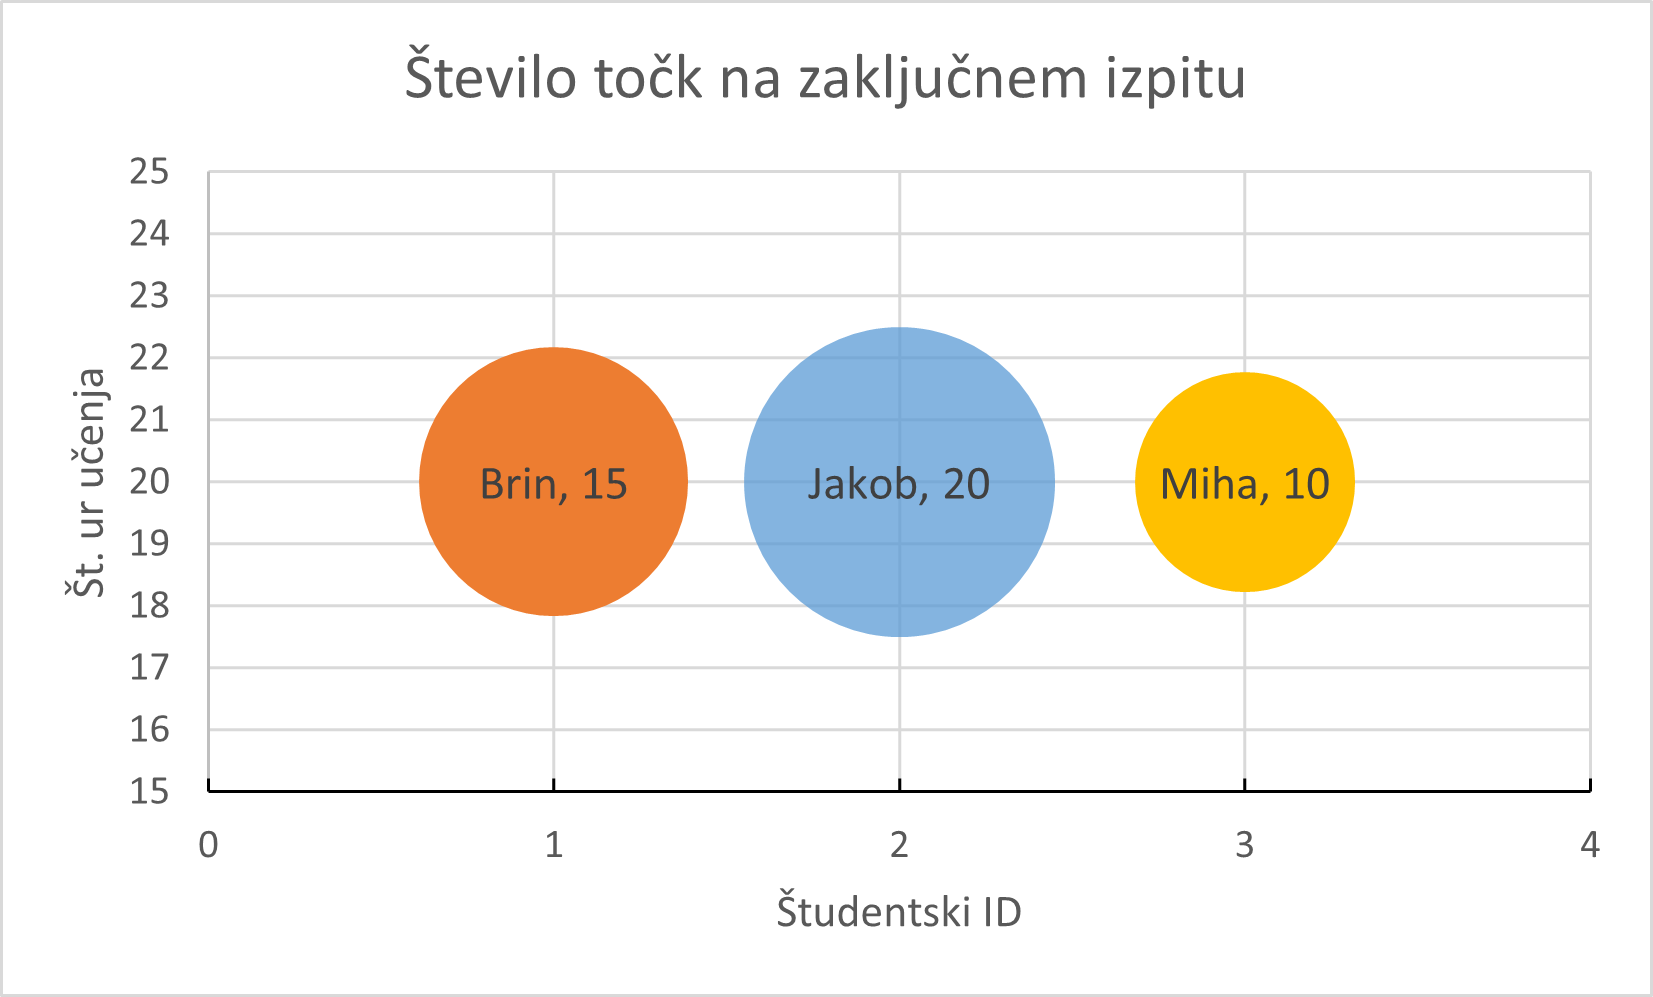 Število točk na zaključnem izpitu
25
24
23
22
21
20
19
18
17
16
15
Št. ur učenja
Brin, 15
Jakob, 20
Miha, 10
0 1 2 3 4
Študentski ID